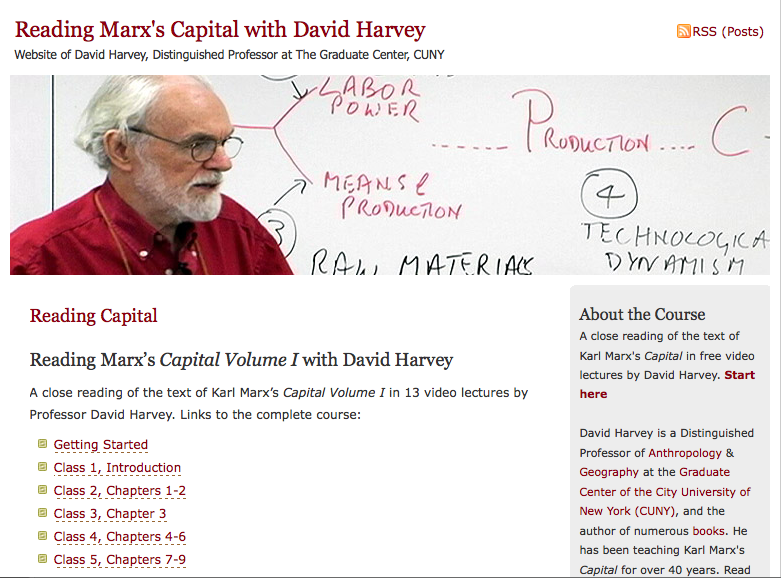 Reading Marx's Capital with David Harvey
RSS (Posts)
Website of David Harvey, Distinguished Professor at The Graduate Center, CUNY
LABOR
POWER
...... PRODUCTION .... C -
MEANS &
PRODUCTION
4
3
TECHNOLOGICA
RAW MATERIALS
DYNAMISM
Reading Capital
Reading Marx’s Capital Volume I with David Harvey
A close reading of the text of Karl Marx’s Capital Volume I in 13 video lectures by
Professor David Harvey. Links to the complete course:
Getting Started
Class 1, Introduction
Class 2, Chapters 1-2
Class 3, Chapter 3
Class 4, Chapters 4-6
Class 5, Chapters 7-9
About the Course
A close reading of the text of
Karl Marx's Capital in free video
lectures by David Harvey. Start
here
David Harvey is a Distinguished
Professor of Anthropology &
Geography at the Graduate
Center of the City University of
New York (CUNY), and the
author of numerous books. He
has been teaching Karl Marx's
Capital for over 40 years. Read